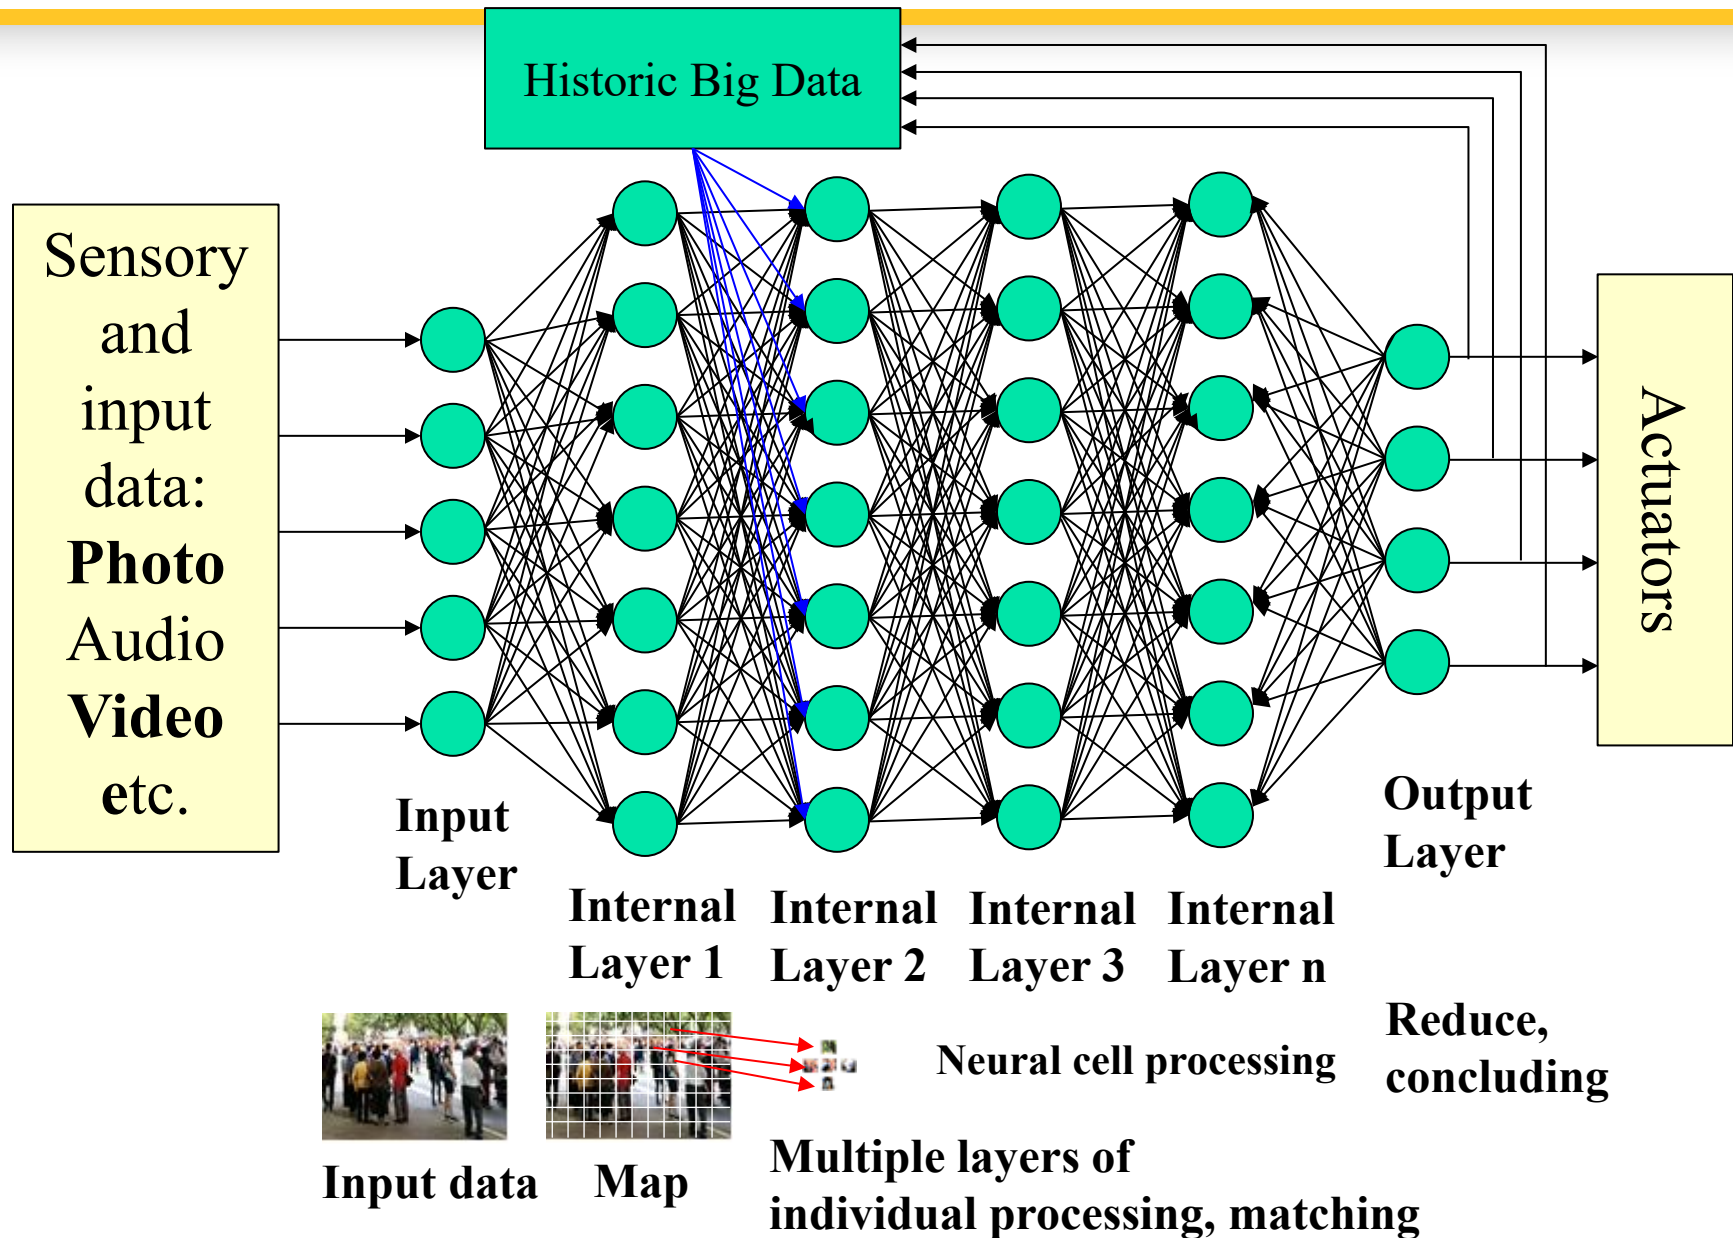 Historic Big Data
Sensory
and
input
data:
Photo
Audio
Video
etc.
Actuators
Input
Layer
Internal
Layer 1
Internal
Layer 2
Internal
Layer 3
Internal
Layer n
Output
Layer
Input data
Map
Neural cell processing
Reduce,
concluding
Multiple layers of
individual processing, matching